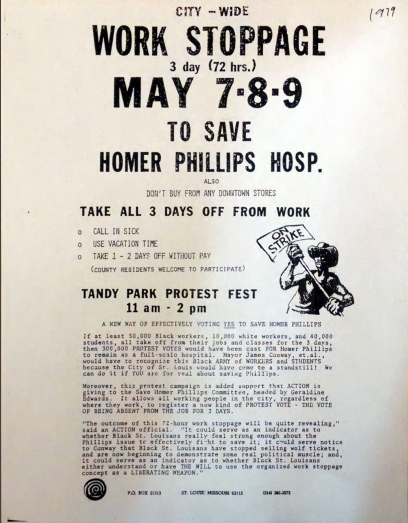 CITY - WIDE
1979
WORK STOPPAGE
3 day (72 hrs.)
MAY 7-8-9
TO SAVE
HOMER PHILLIPS HOSP.
ALSO
DON'T BUY FROM ANY DOWNTOWN STORES
TAKE ALL 3 DAYS OFF FROM WORK
o CALL IN SICK
o USE VACATION TIME
o TAKE 1 - 2 DAYS OFF WITHOUT PAY
(COUNTY RESIDENTS WELCOME TO PARTICIPATE)
ON STRIKE
TANDY PARK PROTEST FEST
11 am - 2 pm
A NEW WAY OF EFFECTIVELY VOTING YES TO SAVE HOMER PHILLIPS
If at least 50,000 Black workers, 10,000 white workers, and 40,000
students, all take off from their jobs and classes for the 3 days,
then 300,000 PROTEST VOTES would have been cast FOR Homer Phillips
to remain as a full-scale hospital. Mayor James Conway, et.al.,
would have to recognize this Black ARMY OF WORKERS and STUDENTS
because the City of St. Louis would have come to a standstill! We
can do it IF YOU are for real about saving Phillips.
Moreover, this protest campaign is added support that ACTION is
giving to the Save Homer Phillips Committee, headed by Geraldine
Edwards. It allows all working people in the city, regardless of
where they work, to register a new kind of PROTEST VOTE - THE VOTE
OF BEING ABSENT FROM THE JOB FOR 3 DAYS.
"The outcome of this 72-hour work stoppage will be quite revealing,"
said an ACTION official. "It could serve as an indicator as to
whether Black St. Louisans really feel strong enough about the
Phillips issue to effectively fight to save it; it could serve notice
to Conway that Black St. Louisans have stopped selling wolf tickets,
and are now beginning to demonstrate some real political muscle; and,
it could serve as an indicator as to whether Black St. Louisans
either understand or have THE WILL to use the organized work stoppage
concept as a LIBERATING WEAPON."
P.O. BOX ST. LOUIS MISSOURI